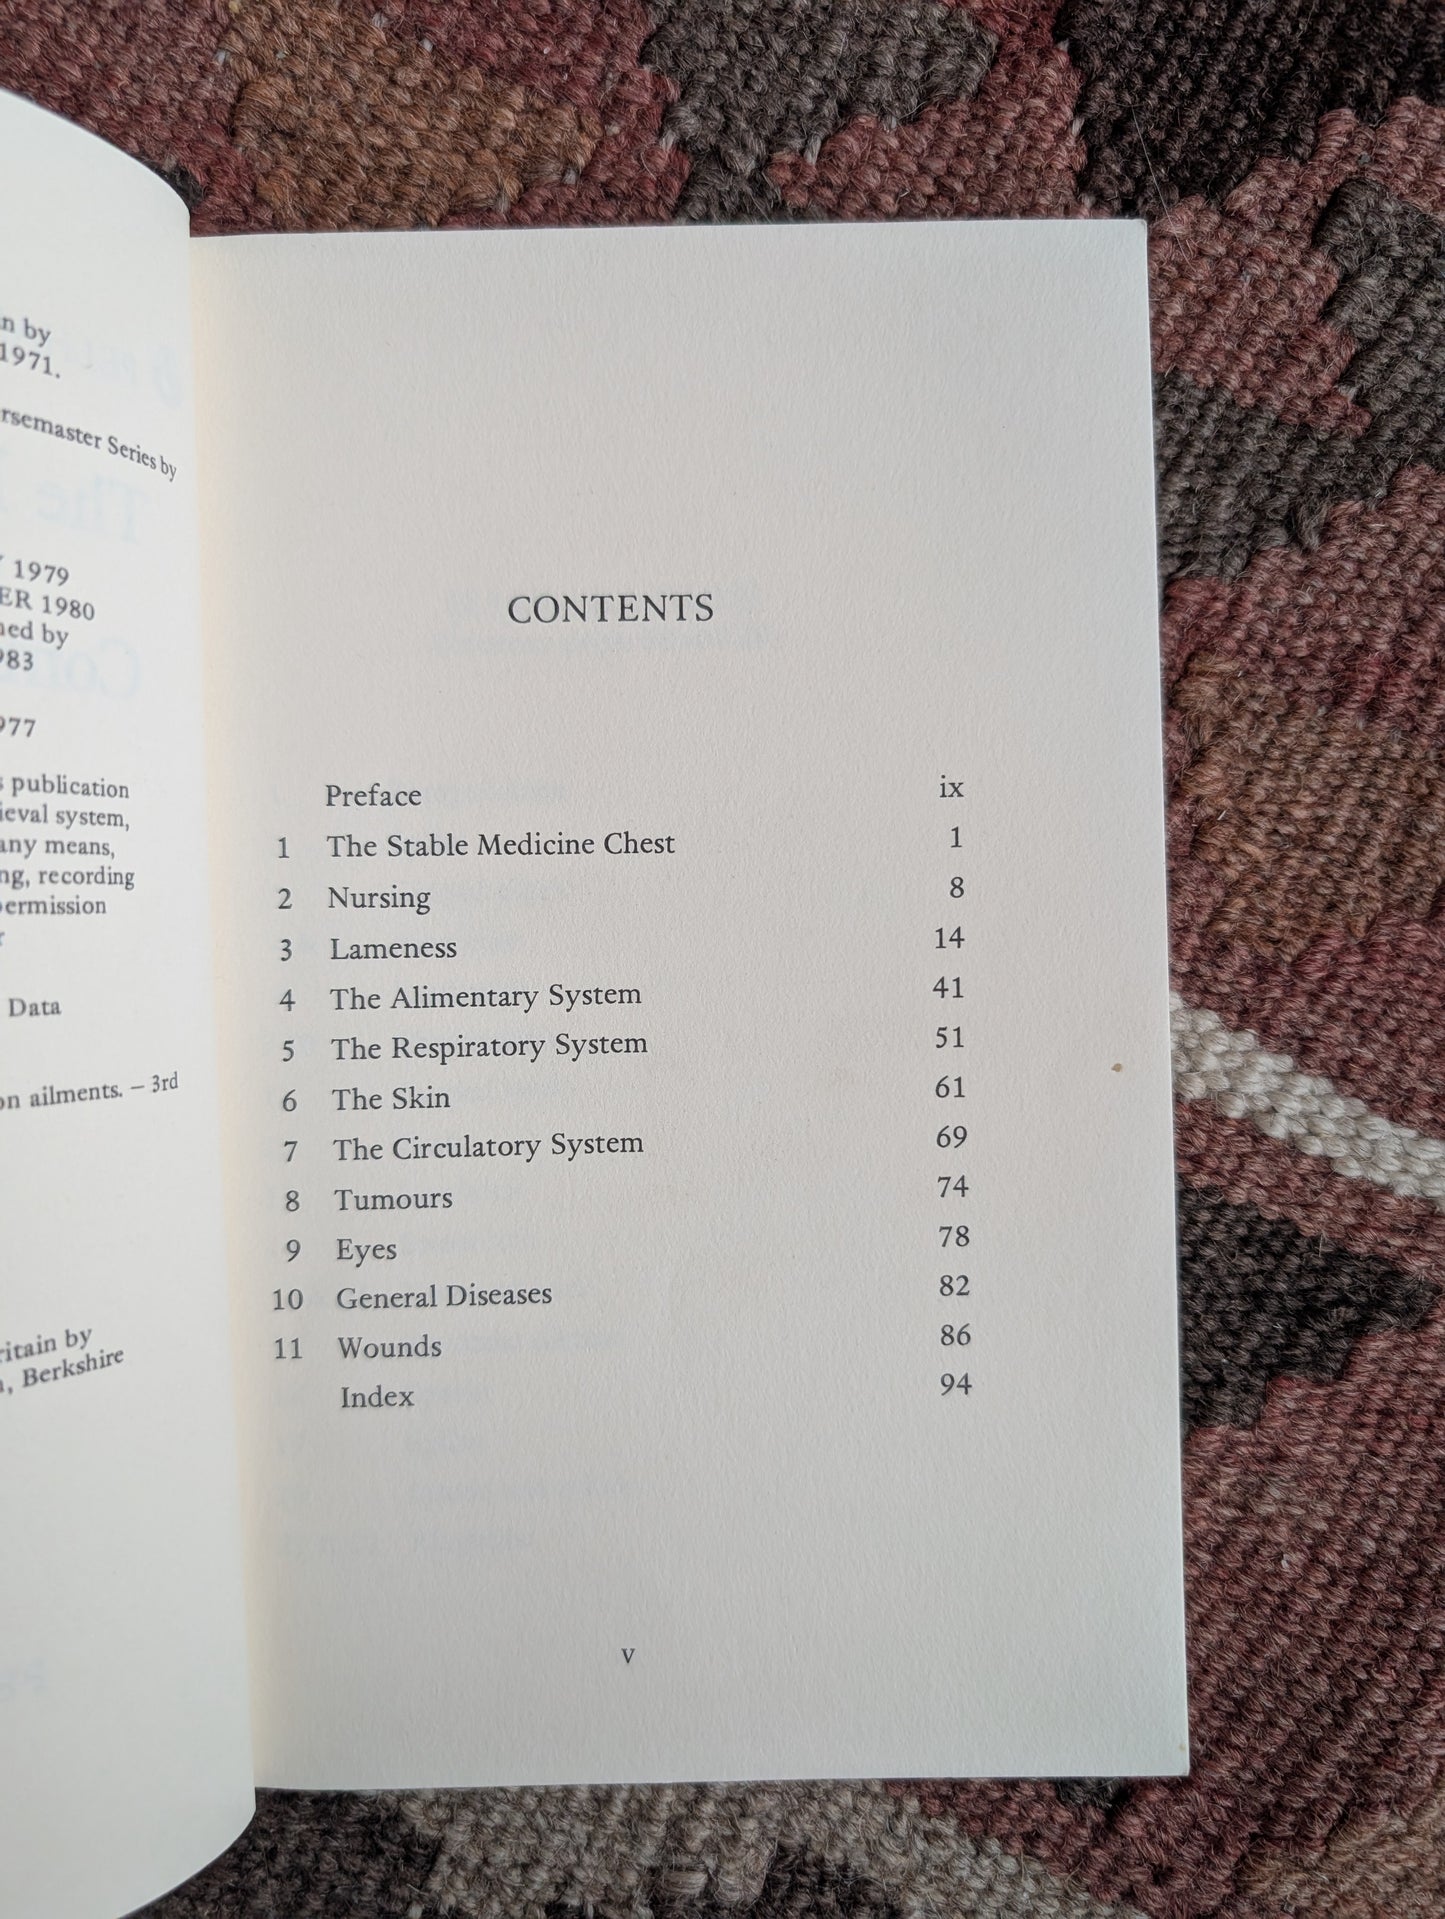 n by
1971.
rsemaster Series by
1979
ER 1980
ned by
983
977
s publication
ieval system,
any means,
ng, recording
permission
r
Data
on ailments. – 3rd
ritain by
, Berkshire
CONTENTS
Preface ix
1 The Stable Medicine Chest 1
2 Nursing 8
3 Lameness 14
4 The Alimentary System 41
5 The Respiratory System 51
6 The Skin 61
7 The Circulatory System 69
8 Tumours 74
9 Eyes 78
10 General Diseases 82
11 Wounds 86
Index 94
v